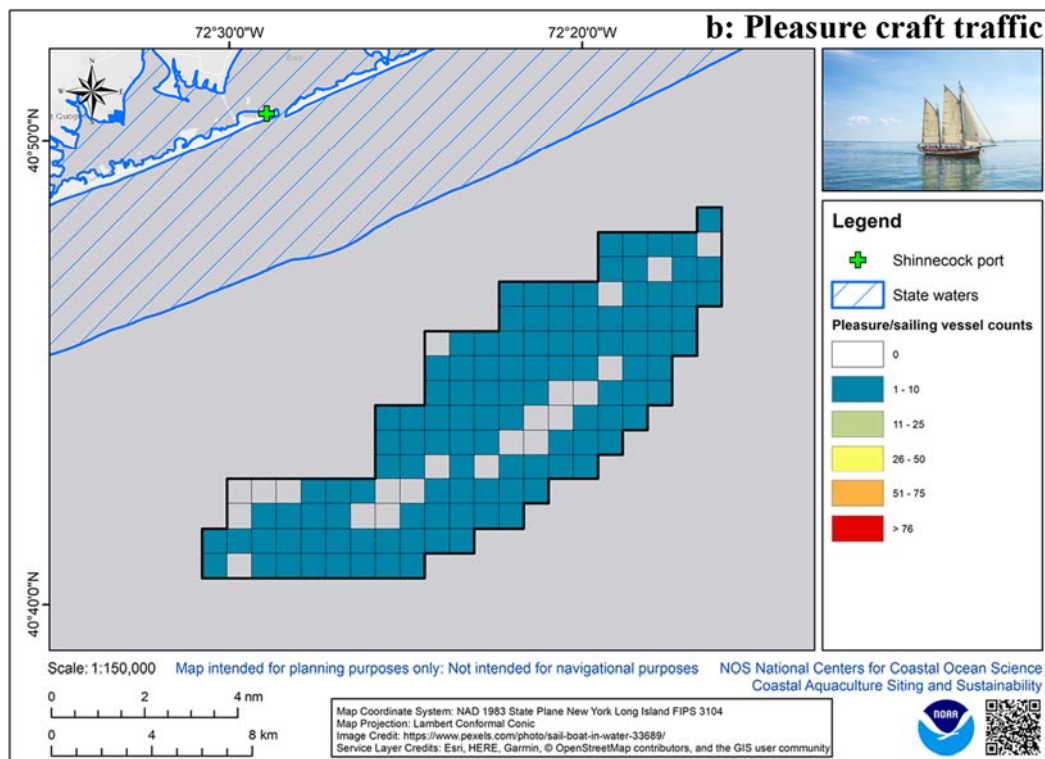 b: Pleasure craft traffic
72°30'0"W
72°20'0"W
40°50'0"N
40°40'0"N
N
W
E
S
Bay
t Quogu
Legend
Shinnecock port
State waters
Pleasure/sailing vessel counts
0
1 - 10
11 - 25
26 - 50
51 - 75
> 76
Scale: 1:150,000
Map intended for planning purposes only: Not intended for navigational purposes
NOS National Centers for Coastal Ocean Science
Coastal Aquaculture Siting and Sustainability
0 2 4 nm
0 4 8 km
Map Coordinate System: NAD 1983 State Plane New York Long Island FIPS 3104
Map Projection: Lambert Conformal Conic
Image Credit: https://www.pexels.com/photo/sail-boat-in-water-33689/
Service Layer Credits: Esri, HERE, Garmin, © OpenStreetMap contributors, and the GIS user community
NOAA